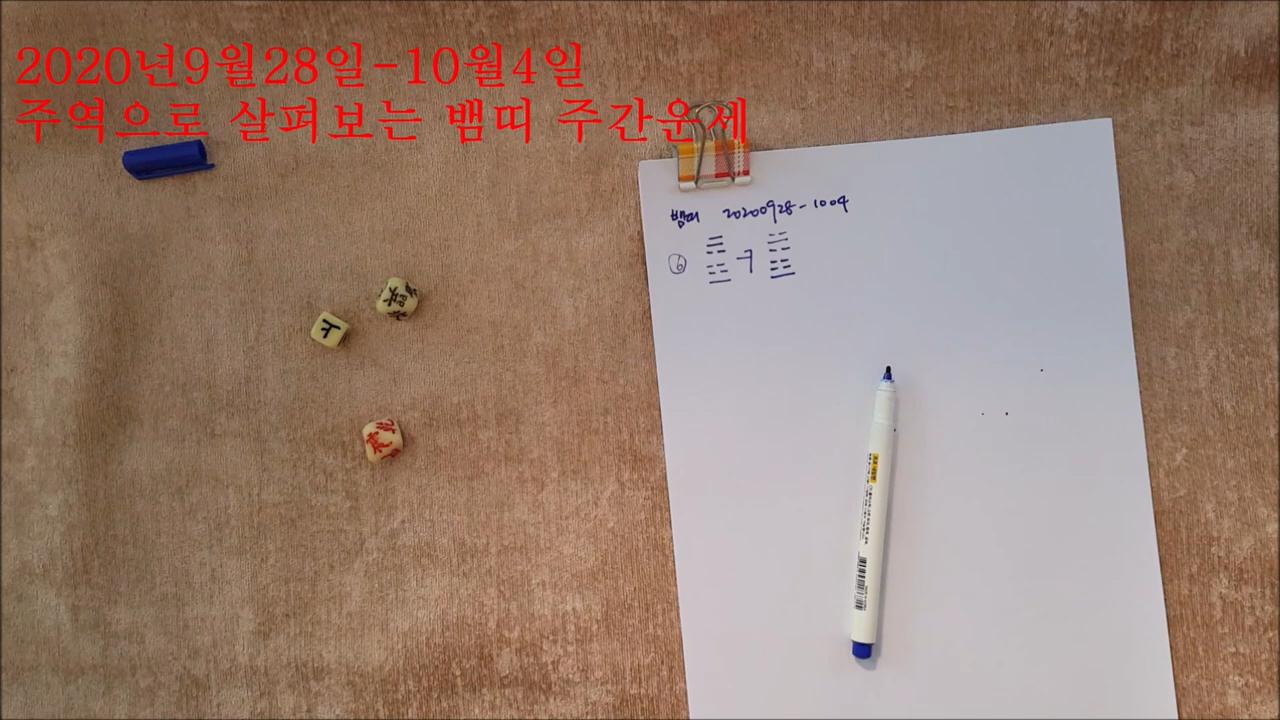 2020년9월28일-10월4일
주역으로 살펴보는 뱀띠 주간운세
뱀띠 20200928-1004
⑥
上